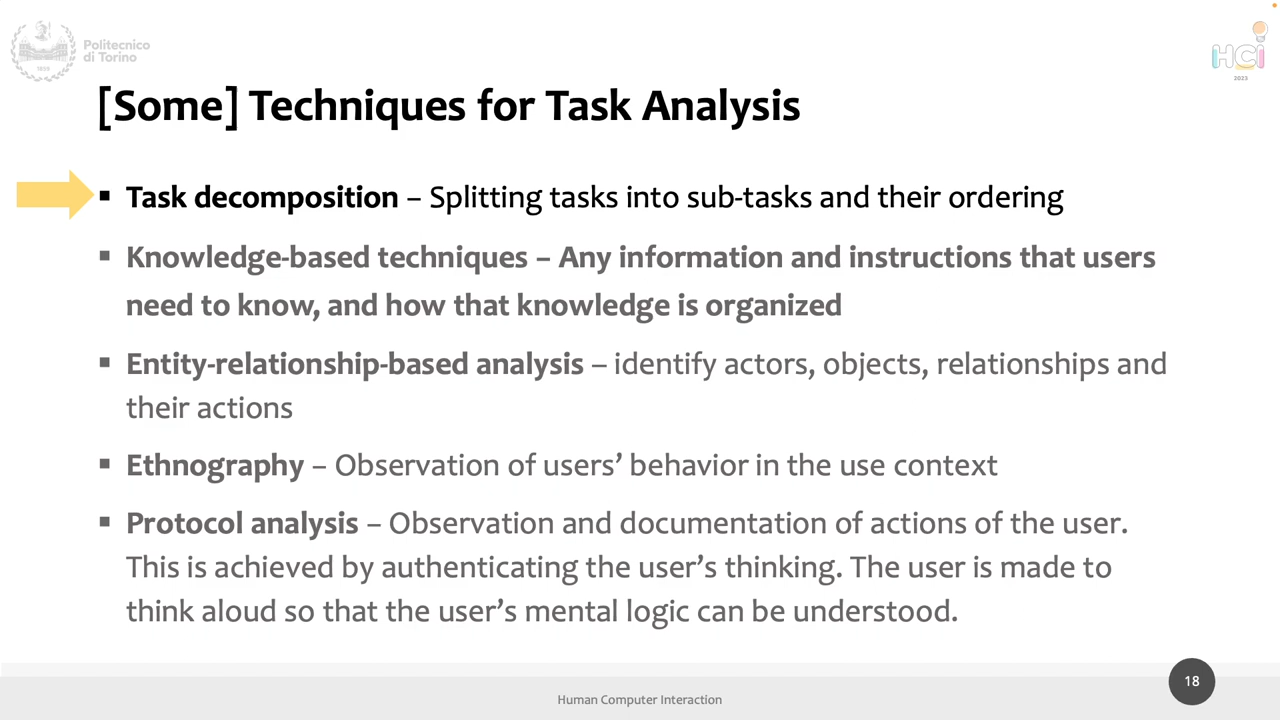 Politecnico
di Torino
1859
HCI
2023
[Some] Techniques for Task Analysis
▪ Task decomposition – Splitting tasks into sub-tasks and their ordering
▪ Knowledge-based techniques – Any information and instructions that users
need to know, and how that knowledge is organized
▪ Entity-relationship-based analysis – identify actors, objects, relationships and
their actions
▪ Ethnography – Observation of users’ behavior in the use context
▪ Protocol analysis – Observation and documentation of actions of the user.
This is achieved by authenticating the user’s thinking. The user is made to
think aloud so that the user’s mental logic can be understood.
Human Computer Interaction
18